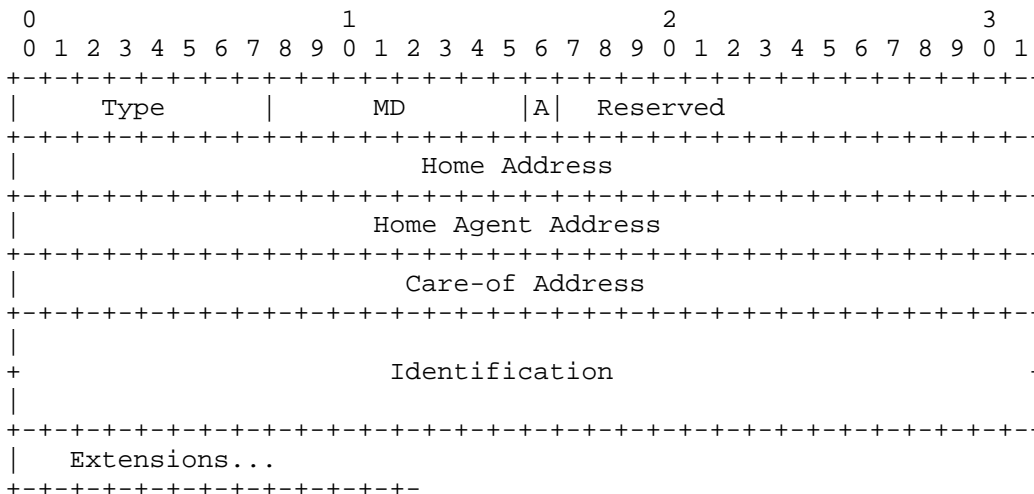 0                   1                   2                   3
 0 1 2 3 4 5 6 7 8 9 0 1 2 3 4 5 6 7 8 9 0 1 2 3 4 5 6 7 8 9 0 1
+-+-+-+-+-+-+-+-+-+-+-+-+-+-+-+-+-+-+-+-+-+-+-+-+-+-+-+-+-+-+-+-
|     Type      |      MD       |A|  Reserved
+-+-+-+-+-+-+-+-+-+-+-+-+-+-+-+-+-+-+-+-+-+-+-+-+-+-+-+-+-+-+-+-
|                         Home Address
+-+-+-+-+-+-+-+-+-+-+-+-+-+-+-+-+-+-+-+-+-+-+-+-+-+-+-+-+-+-+-+-
|                      Home Agent Address
+-+-+-+-+-+-+-+-+-+-+-+-+-+-+-+-+-+-+-+-+-+-+-+-+-+-+-+-+-+-+-+-
|                        Care-of Address
+-+-+-+-+-+-+-+-+-+-+-+-+-+-+-+-+-+-+-+-+-+-+-+-+-+-+-+-+-+-+-+-
|
+                       Identification                          -
|
+-+-+-+-+-+-+-+-+-+-+-+-+-+-+-+-+-+-+-+-+-+-+-+-+-+-+-+-+-+-+-+-
|   Extensions...
+-+-+-+-+-+-+-+-+-+-+-+-+-